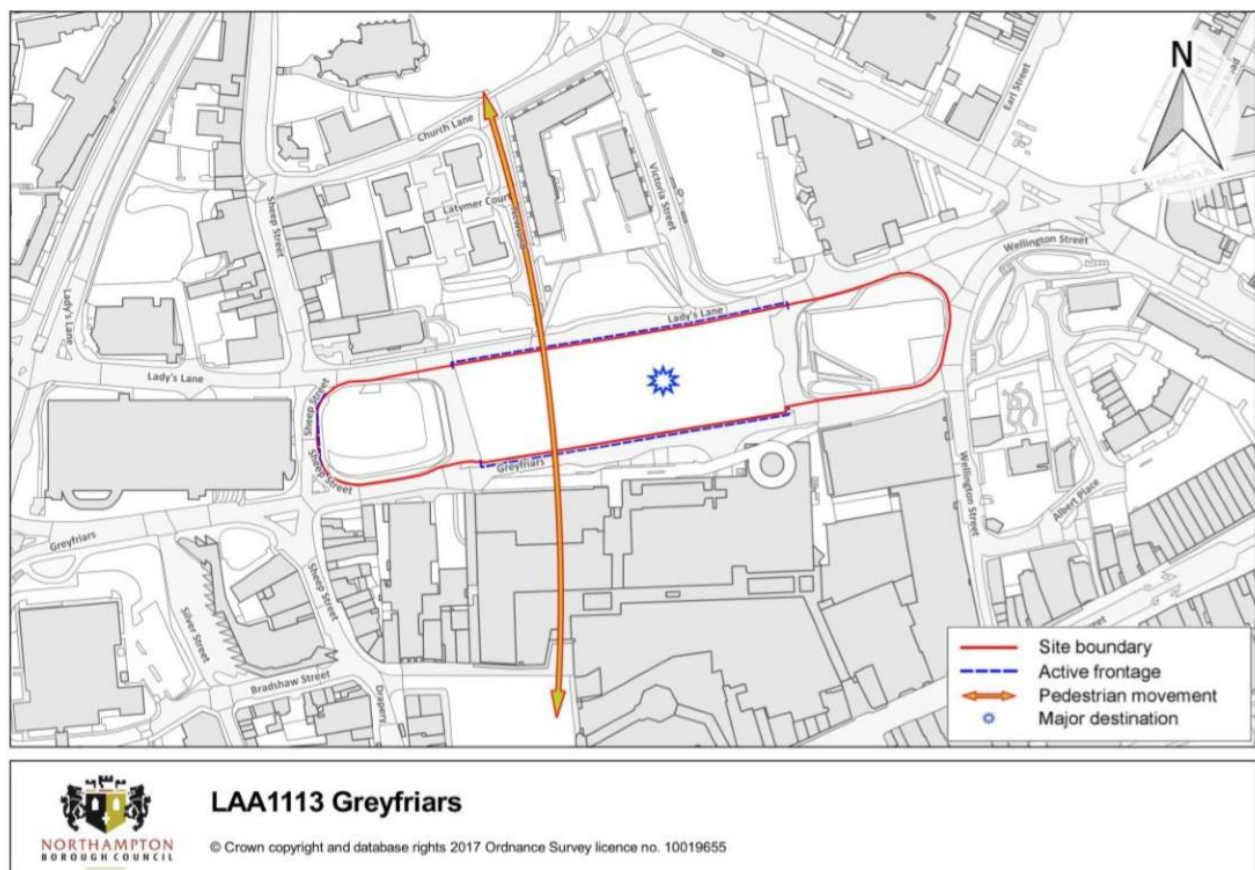 N
Earl Street
Church Lane
Victoria Street
Sheep Street
Latymer Court
Wellington Street
Lady's Lane
Lady's Lane
Lady's Lane
Sheep Street
Sheep Street
Greyfriars
Wellington Street
Albert Place
Greyfriars
Sheep Street
Silver Street
Bradshaw Street
Drapery
Site boundary
Active frontage
Pedestrian movement
Major destination
NORTHAMPTON
BOROUGH COUNCIL
LAA1113 Greyfriars
© Crown copyright and database rights 2017 Ordnance Survey licence no. 10019655